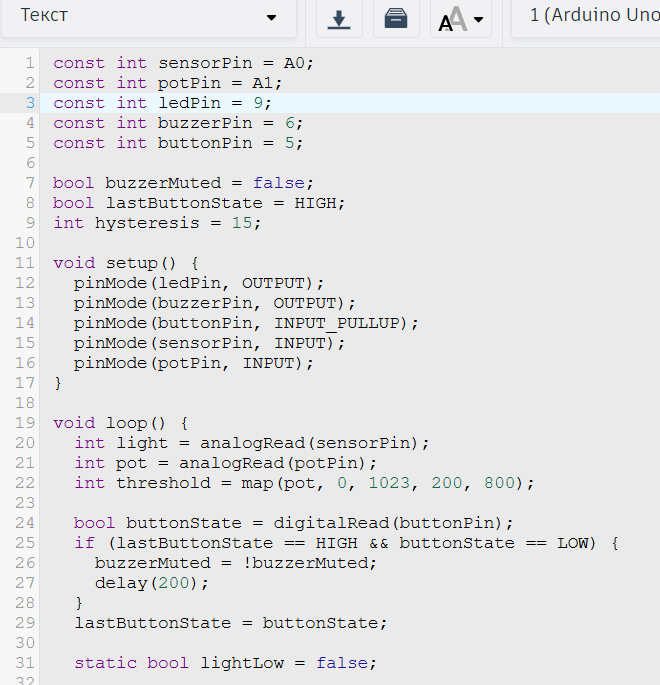 Текст
1 (Arduino Uno
1 const int sensorPin = A0;
2 const int potPin = A1;
3 const int ledPin = 9;
4 const int buzzerPin = 6;
5 const int buttonPin = 5;
6
7 bool buzzerMuted = false;
8 bool lastButtonState = HIGH;
9 int hysteresis = 15;
10
11 void setup() {
12   pinMode(ledPin, OUTPUT);
13   pinMode(buzzerPin, OUTPUT);
14   pinMode(buttonPin, INPUT_PULLUP);
15   pinMode(sensorPin, INPUT);
16   pinMode(potPin, INPUT);
17 }
18
19 void loop() {
20   int light = analogRead(sensorPin);
21   int pot = analogRead(potPin);
22   int threshold = map(pot, 0, 1023, 200, 800);
23
24   bool buttonState = digitalRead(buttonPin);
25   if (lastButtonState == HIGH && buttonState == LOW) {
26     buzzerMuted = !buzzerMuted;
27     delay(200);
28   }
29   lastButtonState = buttonState;
30
31   static bool lightLow = false;
32